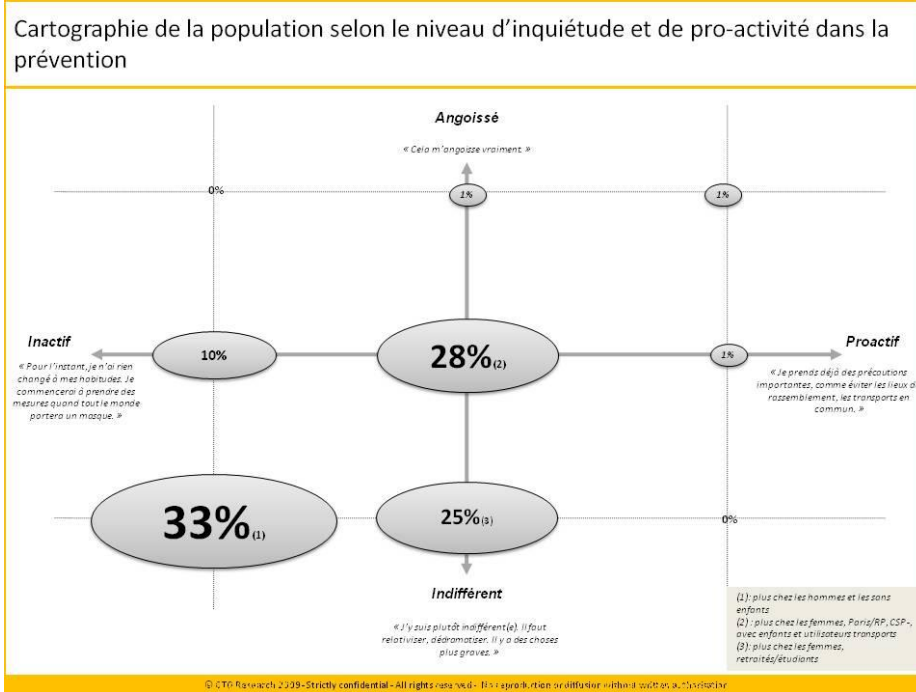 Cartographie de la population selon le niveau d’inquiétude et de pro-activité dans la
prévention
Angoissé
« Cela m’angoisse vraiment. »
0%
1%
1%
Inactif
« Pour l’instant, je n’ai rien
changé à mes habitudes. Je
commencerai à prendre des
mesures quand tout le monde
portera un masque. »
10%
28% (2)
1%
Proactif
« Je prends déjà des précautions
importantes, comme éviter les lieux d
rassemblement, les transports en
commun. »
33% (1)
25% (3)
0%
Indifférent
« J’y suis plutôt indifférent(e). Il faut
relativiser, dédramatiser. Il y a des choses
plus graves. »
(1): plus chez les hommes et les sans
enfants
(2) : plus chez les femmes, Paris/RP, CSP-,
avec enfants et utilisateurs transports
(3): plus chez les femmes,
retraités/étudiants
© CTO Research 2009 - Strictly confidential - All rights reserved - No reproduction or diffusion without written authorisation